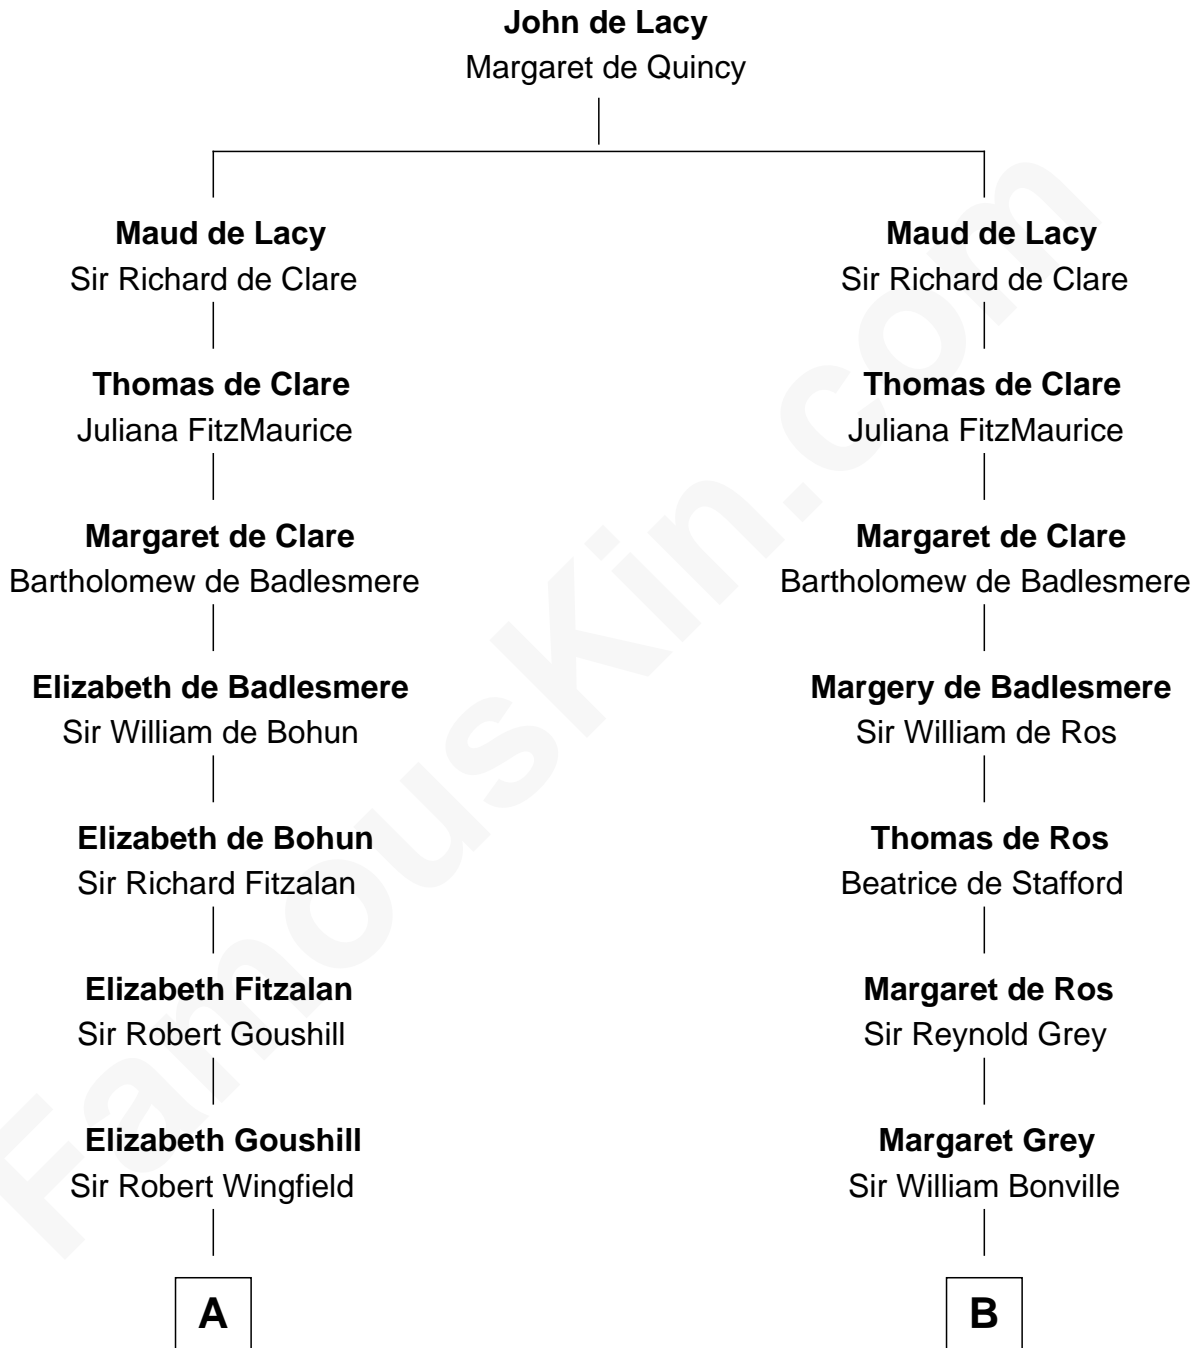 John de Lacy
Margaret de Quincy
Maud de Lacy
Sir Richard de Clare
Thomas de Clare
Juliana FitzMaurice
Margaret de Clare
Bartholomew de Badlesmere
Elizabeth de Badlesmere
Sir William de Bohun
Elizabeth de Bohun
Sir Richard Fitzalan
Elizabeth Fitzalan
Sir Robert Goushill
Elizabeth Goushill
Sir Robert Wingfield
A
Maud de Lacy
Sir Richard de Clare
Thomas de Clare
Juliana FitzMaurice
Margaret de Clare
Bartholomew de Badlesmere
Margery de Badlesmere
Sir William de Ros
Thomas de Ros
Beatrice de Stafford
Margaret de Ros
Sir Reynold Grey
Margaret Grey
Sir William Bonville
B
FamousKin.com